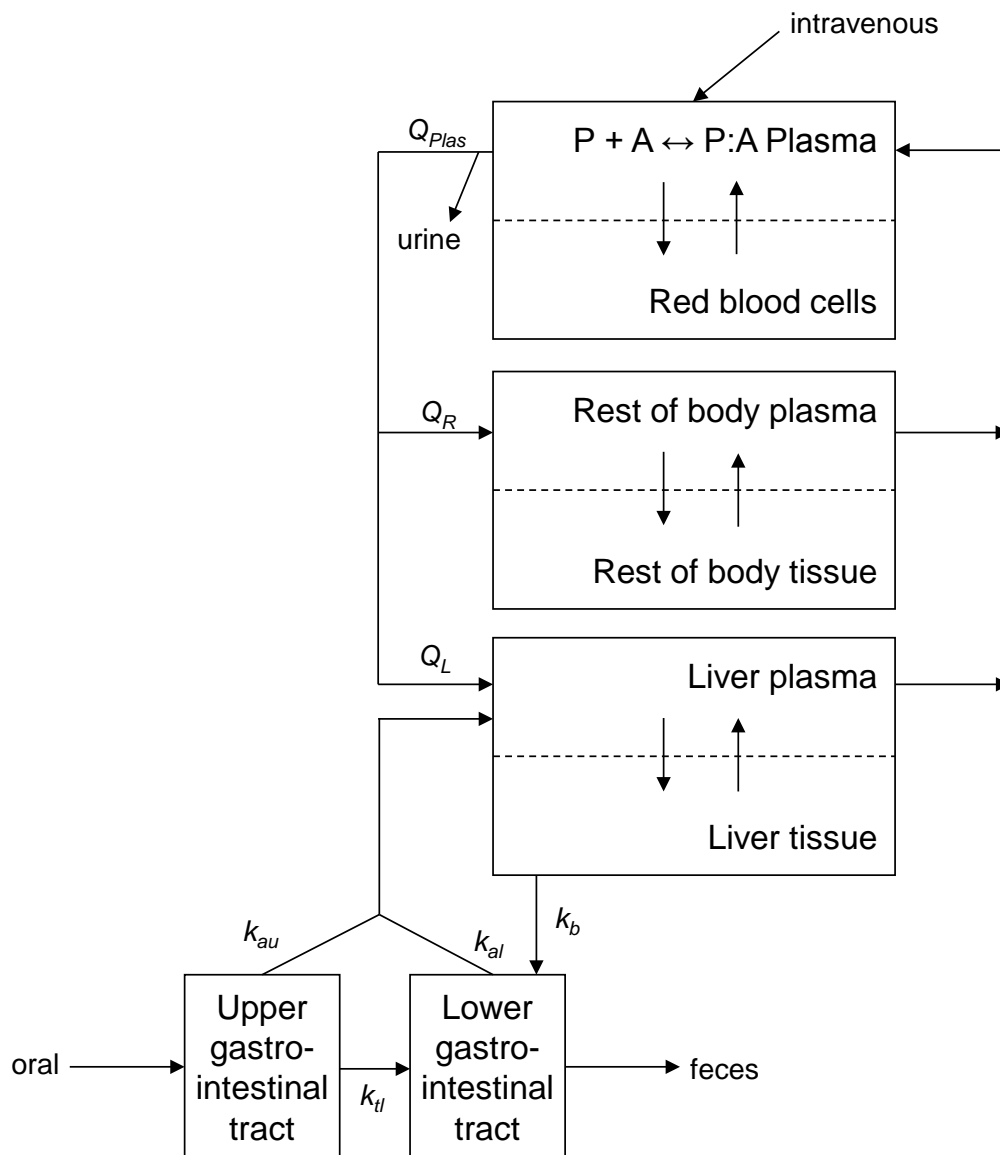 intravenous
Q_Plas
P + A ↔ P:A Plasma
urine
Red blood cells
Q_R
Rest of body plasma
Rest of body tissue
Q_L
Liver plasma
Liver tissue
k_au
k_al
k_b
Upper
gastro-
intestinal
tract
Lower
gastro-
intestinal
tract
oral
k_tl
feces